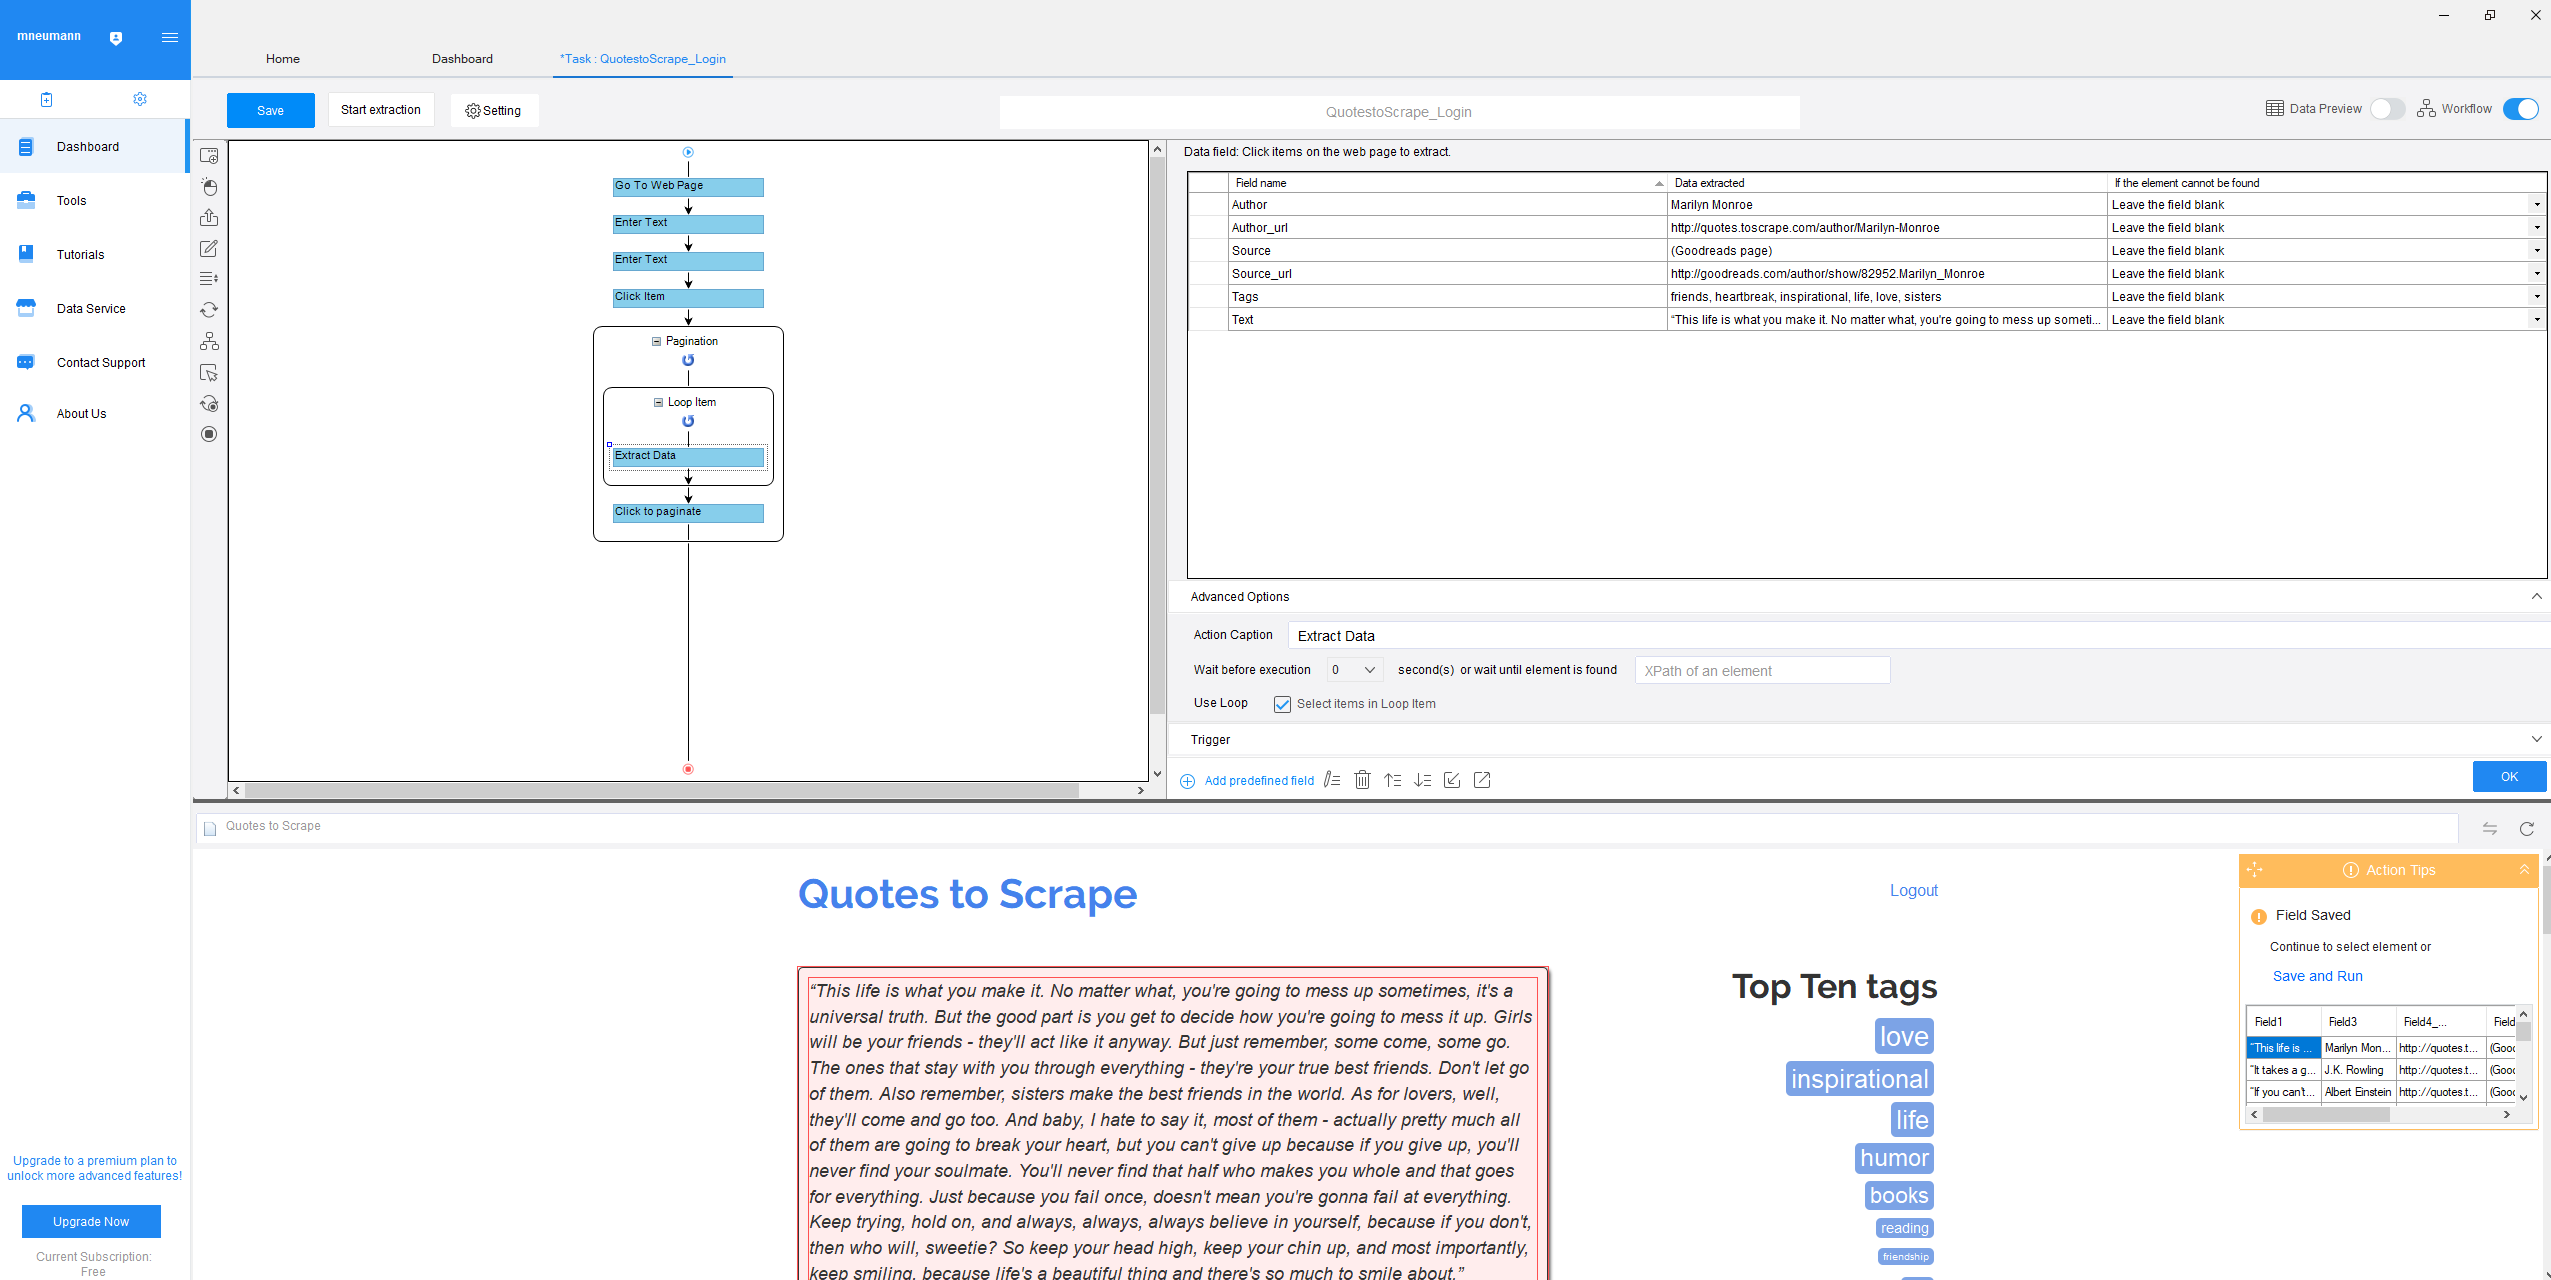 mneumann
Home
Dashboard
*Task : QuotestoScrape_Login
Save
Start extraction
Setting
QuotestoScrape_Login
Data Preview
Workflow
Dashboard
Tools
Tutorials
Data Service
Contact Support
About Us
Upgrade to a premium plan to
unlock more advanced features!
Upgrade Now
Current Subscription:
Free
Go To Web Page
Enter Text
Enter Text
Click Item
Pagination
Loop Item
Extract Data
Click to paginate
Data field: Click items on the web page to extract.
Field name Data extracted If the element cannot be found
Author Marilyn Monroe Leave the field blank
Author_url http://quotes.toscrape.com/author/Marilyn-Monroe Leave the field blank
Source (Goodreads page) Leave the field blank
Source_url http://goodreads.com/author/show/82952.Marilyn_Monroe Leave the field blank
Tags friends, heartbreak, inspirational, life, love, sisters Leave the field blank
Text “This life is what you make it. No matter what, you're going to mess up someti... Leave the field blank
Advanced Options
Action Caption Extract Data
Wait before execution 0 second(s) or wait until element is found XPath of an element
Use Loop Select items in Loop Item
Trigger
Add predefined field
OK
Quotes to Scrape
Quotes to Scrape
Logout
“This life is what you make it. No matter what, you're going to mess up sometimes, it's a
universal truth. But the good part is you get to decide how you're going to mess it up. Girls
will be your friends - they'll act like it anyway. But just remember, some come, some go.
The ones that stay with you through everything - they're your true best friends. Don't let go
of them. Also remember, sisters make the best friends in the world. As for lovers, well,
they'll come and go too. And baby, I hate to say it, most of them - actually pretty much all
of them are going to break your heart, but you can't give up because if you give up, you'll
never find your soulmate. You'll never find that half who makes you whole and that goes
for everything. Just because you fail once, doesn't mean you're gonna fail at everything.
Keep trying, hold on, and always, always, always believe in yourself, because if you don't,
then who will, sweetie? So keep your head high, keep your chin up, and most importantly,
keep smiling, because life's a beautiful thing and there's so much to smile about.”
Top Ten tags
love
inspirational
life
humor
books
reading
friendship
Action Tips
Field Saved
Continue to select element or
Save and Run
Field1 Field3 Field4_... Field
“This life is ... Marilyn Mon... http://quotes.t... (Good
“It takes a g... J.K. Rowling http://quotes.t... (Good
“If you can't... Albert Einstein http://quotes.t... (Good